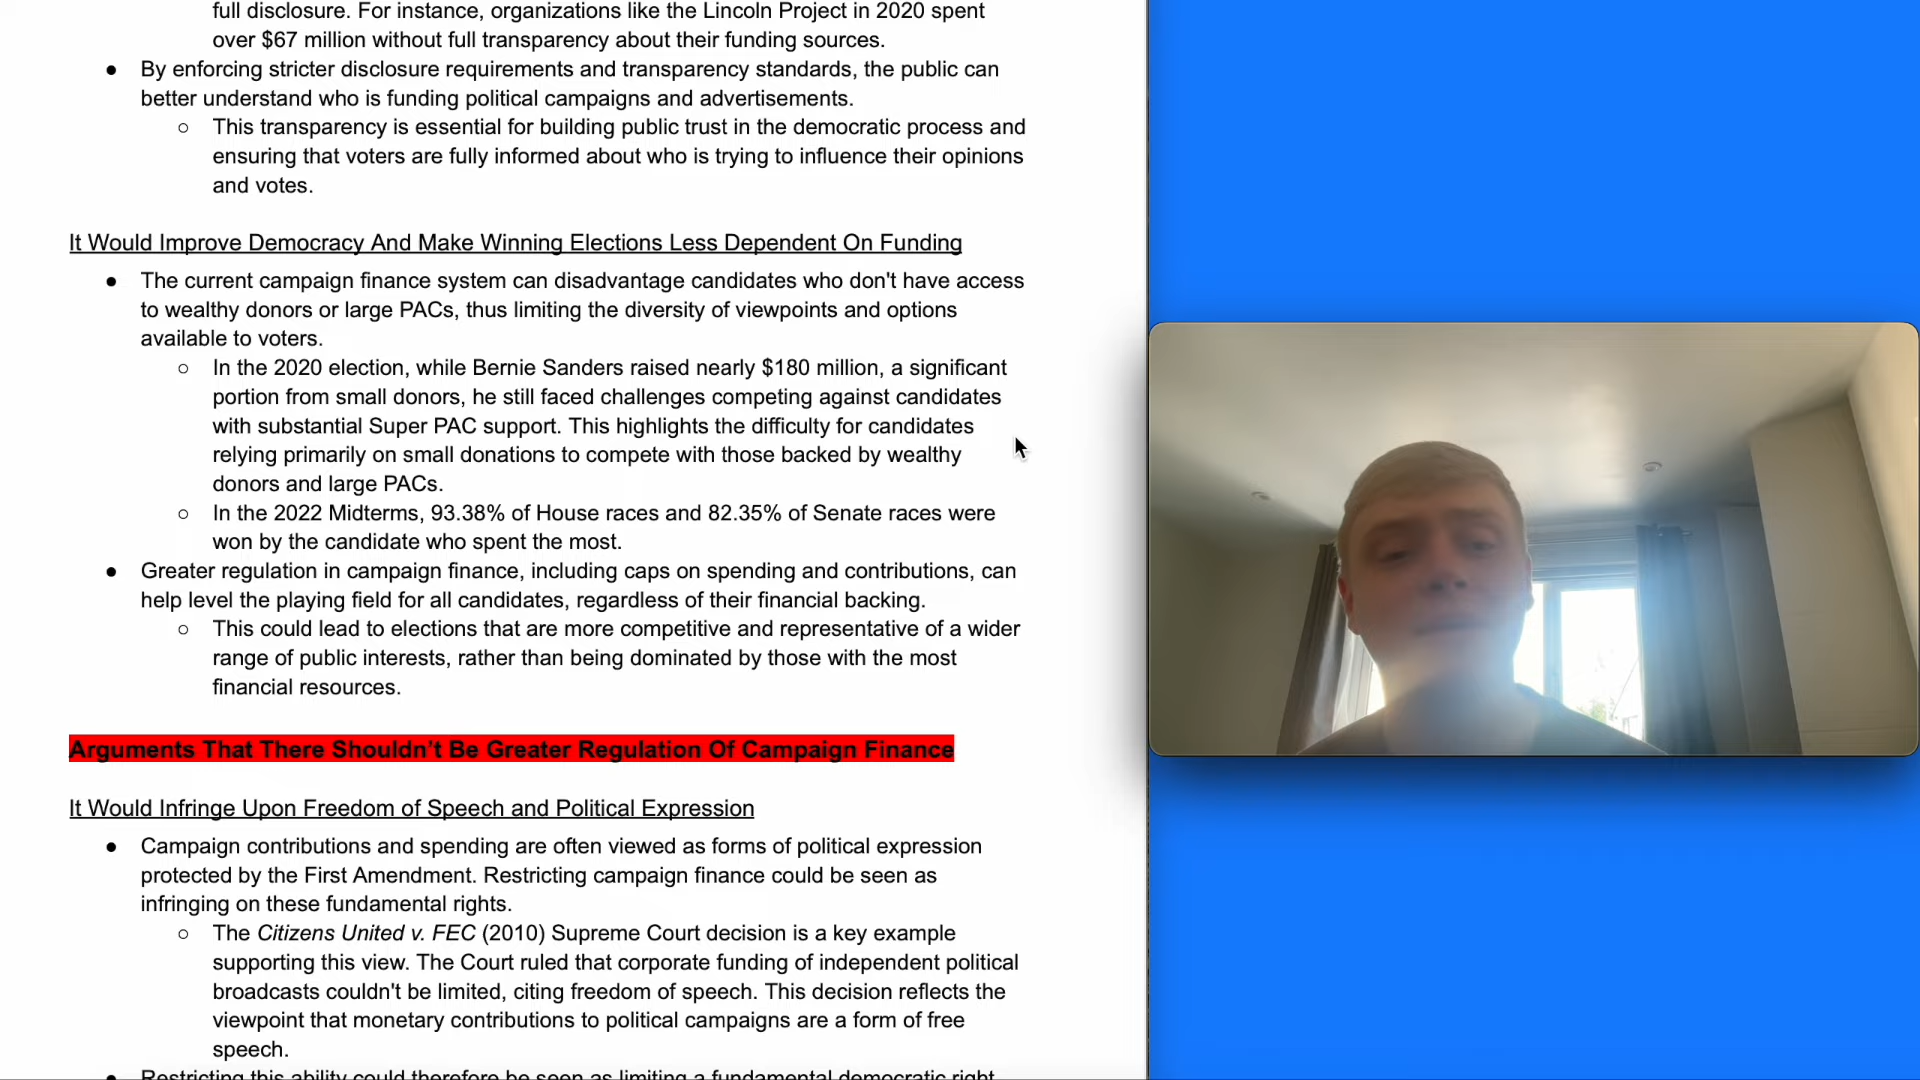 full disclosure. For instance, organizations like the Lincoln Project in 2020 spent
over $67 million without full transparency about their funding sources.
● By enforcing stricter disclosure requirements and transparency standards, the public can
better understand who is funding political campaigns and advertisements.
○ This transparency is essential for building public trust in the democratic process and
ensuring that voters are fully informed about who is trying to influence their opinions
and votes.
It Would Improve Democracy And Make Winning Elections Less Dependent On Funding
● The current campaign finance system can disadvantage candidates who don't have access
to wealthy donors or large PACs, thus limiting the diversity of viewpoints and options
available to voters.
○ In the 2020 election, while Bernie Sanders raised nearly $180 million, a significant
portion from small donors, he still faced challenges competing against candidates
with substantial Super PAC support. This highlights the difficulty for candidates
relying primarily on small donations to compete with those backed by wealthy
donors and large PACs.
○ In the 2022 Midterms, 93.38% of House races and 82.35% of Senate races were
won by the candidate who spent the most.
● Greater regulation in campaign finance, including caps on spending and contributions, can
help level the playing field for all candidates, regardless of their financial backing.
○ This could lead to elections that are more competitive and representative of a wider
range of public interests, rather than being dominated by those with the most
financial resources.
Arguments That There Shouldn’t Be Greater Regulation Of Campaign Finance
It Would Infringe Upon Freedom of Speech and Political Expression
● Campaign contributions and spending are often viewed as forms of political expression
protected by the First Amendment. Restricting campaign finance could be seen as
infringing on these fundamental rights.
○ The Citizens United v. FEC (2010) Supreme Court decision is a key example
supporting this view. The Court ruled that corporate funding of independent political
broadcasts couldn't be limited, citing freedom of speech. This decision reflects the
viewpoint that monetary contributions to political campaigns are a form of free
speech.
● Restricting this ability could therefore be seen as limiting a fundamental democratic right